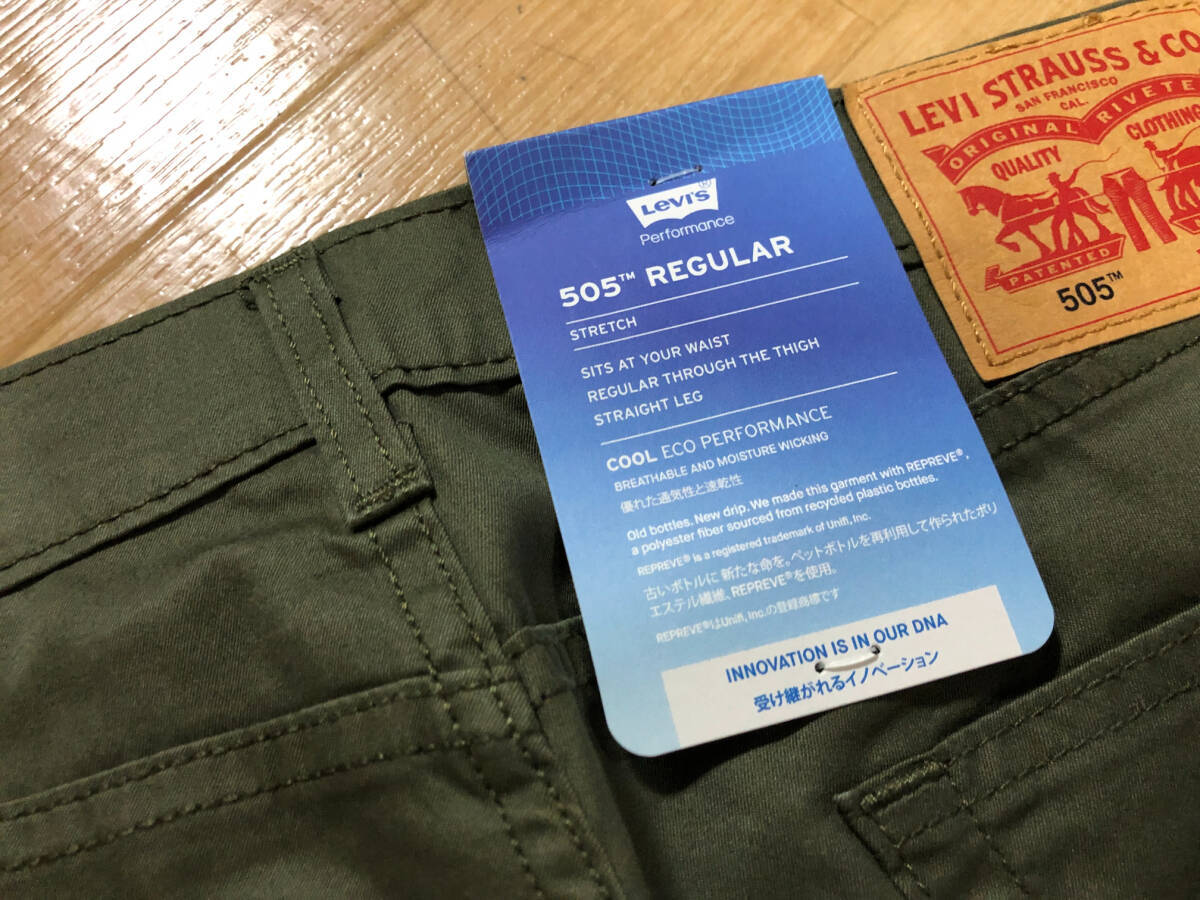 Levi's®
Performance
505™ REGULAR
STRETCH
SITS AT YOUR WAIST
REGULAR THROUGH THE THIGH
STRAIGHT LEG
COOL ECO PERFORMANCE
BREATHABLE AND MOISTURE WICKING
優れた通気性と速乾性
Old bottles. New drip. We made this garment with REPREVE®,
a polyester fiber sourced from recycled plastic bottles.
REPREVE® is a registered trademark of Unifi, Inc.
古いボトルに 新たな命を。ペットボトルを再利用して作られたポリ
エステル繊維、REPREVE®を使用。
REPREVE®はUnifi, Inc.の登録商標です
INNOVATION IS IN OUR DNA
受け継がれるイノベーション
LEVI STRAUSS & CO
SAN FRANCISCO
CAL.
ORIGINAL RIVETE
QUALITY CLOTHING
PATENTED
505™